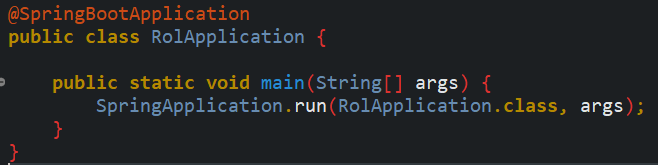 @SpringBootApplication
public class RolApplication {
public static void main(String[] args) {
SpringApplication.run(RolApplication.class, args);
}
}